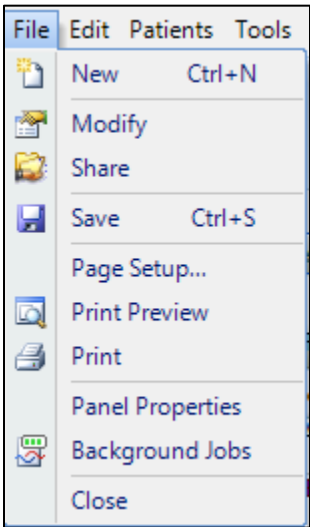 File Edit Patients Tools
New Ctrl+N
Modify
Share
Save Ctrl+S
Page Setup...
Print Preview
Print
Panel Properties
Background Jobs
Close